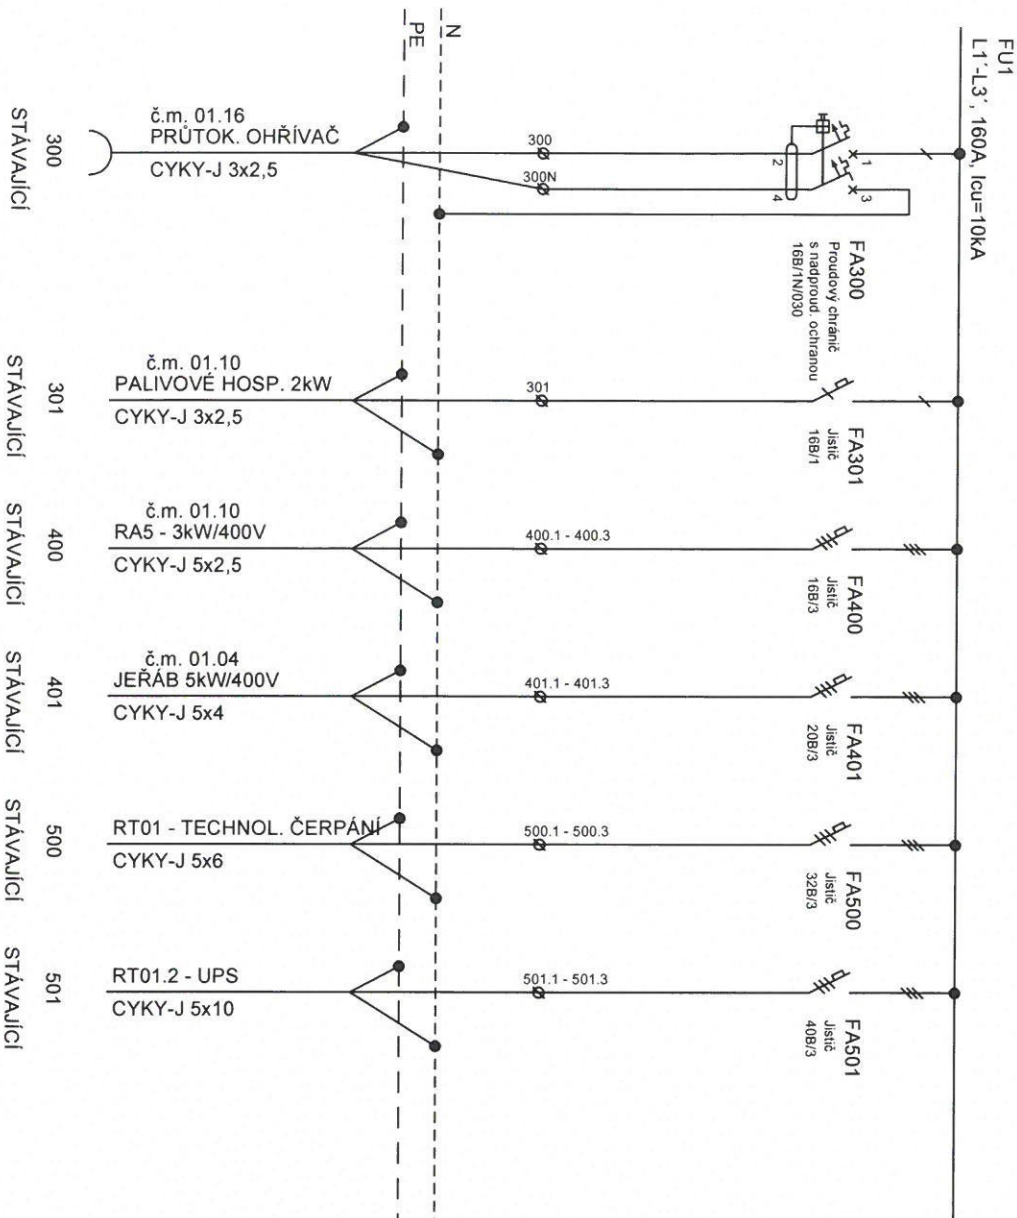 FU1
L1´-L3´, 160A, Icu=10kA
N
PE
1
3
2
4
300
300N
FA300
Proudový chránič
s nadproud. ochranou
16B/1N/030
č.m. 01.16
PRŮTOK. OHŘÍVAČ
CYKY-J 3x2,5
300
STÁVAJÍCÍ
FA301
Jistič
16B/1
301
č.m. 01.10
PALIVOVÉ HOSP. 2kW
CYKY-J 3x2,5
301
STÁVAJÍCÍ
FA400
Jistič
16B/3
400.1 - 400.3
č.m. 01.10
RA5 - 3kW/400V
CYKY-J 5x2,5
400
STÁVAJÍCÍ
FA401
Jistič
20B/3
401.1 - 401.3
č.m. 01.04
JEŘÁB 5kW/400V
CYKY-J 5x4
401
STÁVAJÍCÍ
FA500
Jistič
32B/3
500.1 - 500.3
RT01 - TECHNOL. ČERPÁNÍ
CYKY-J 5x6
500
STÁVAJÍCÍ
FA501
Jistič
40B/3
501.1 - 501.3
RT01.2 - UPS
CYKY-J 5x10
501
STÁVAJÍCÍ